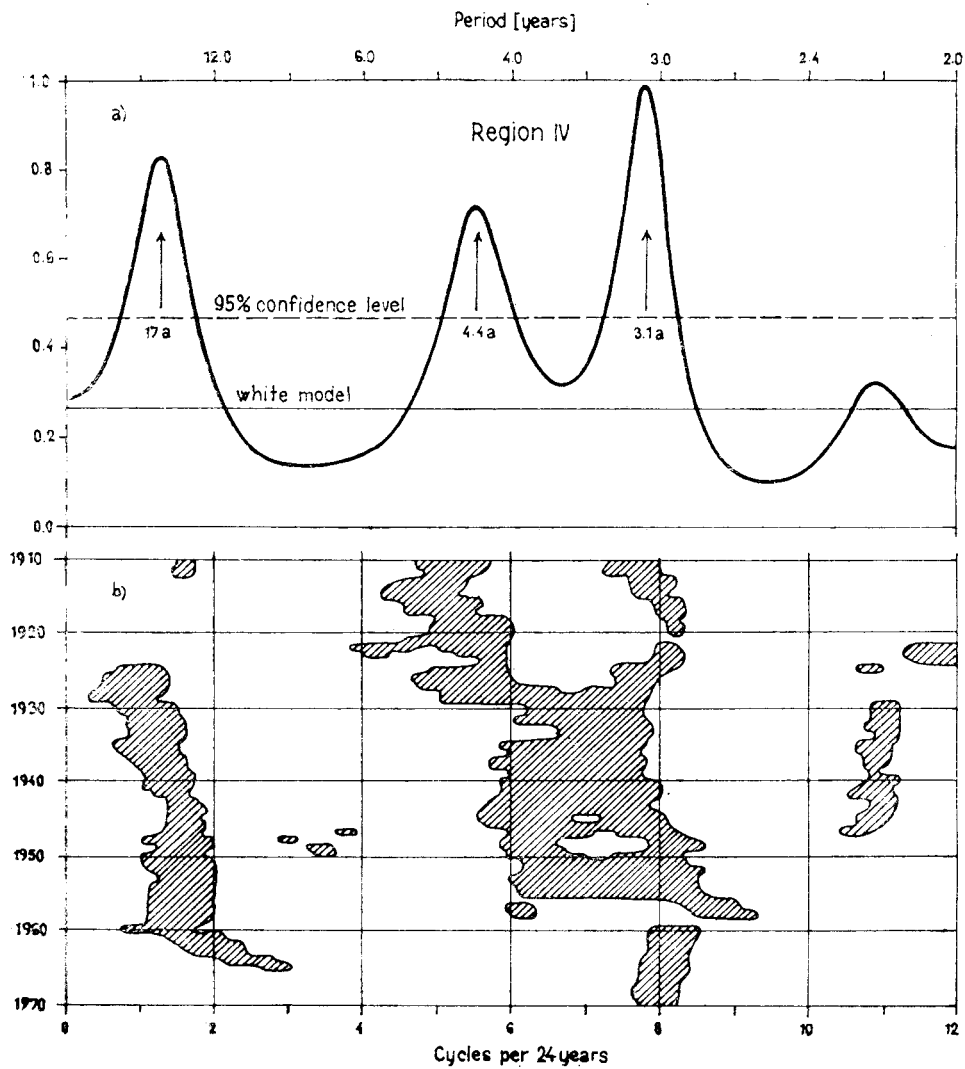 Period [years]
12.0 6.0 4.0 3.0 2.4 2.0
1.0
a)
Region IV
0.8
0.6
95% confidence level
17a 4.4a 3.1a
0.4
white model
0.2
0.0
1910
b)
1920
1930
1940
1950
1960
1970
0 2 6 8 10 12
Cycles per 24 years